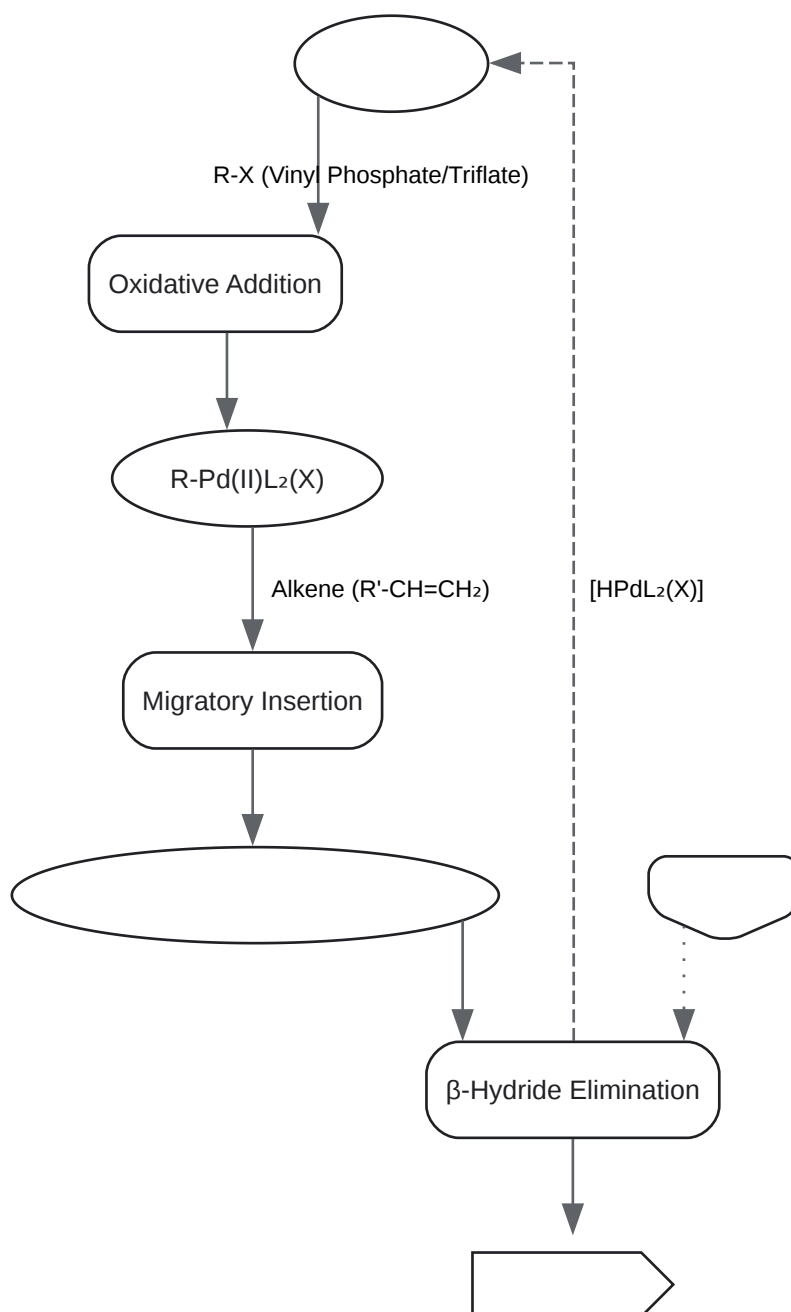 R-X (Vinyl Phosphate/Triflate)
Oxidative Addition
R-Pd(II)L₂(X)
Alkene (R'-CH=CH₂)
[HPdL₂(X)]
Migratory Insertion
β-Hydride Elimination